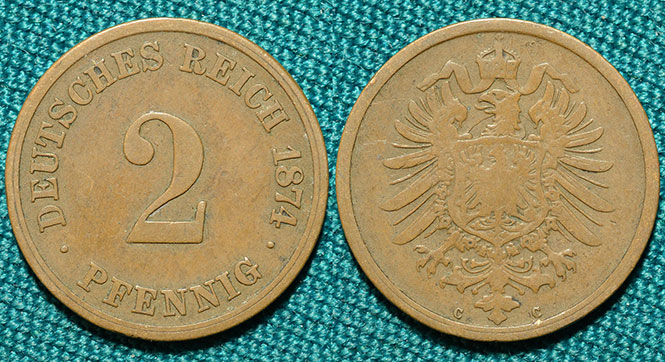 DEUTSCHES REICH 1874
2
· PFENNIG ·
C C